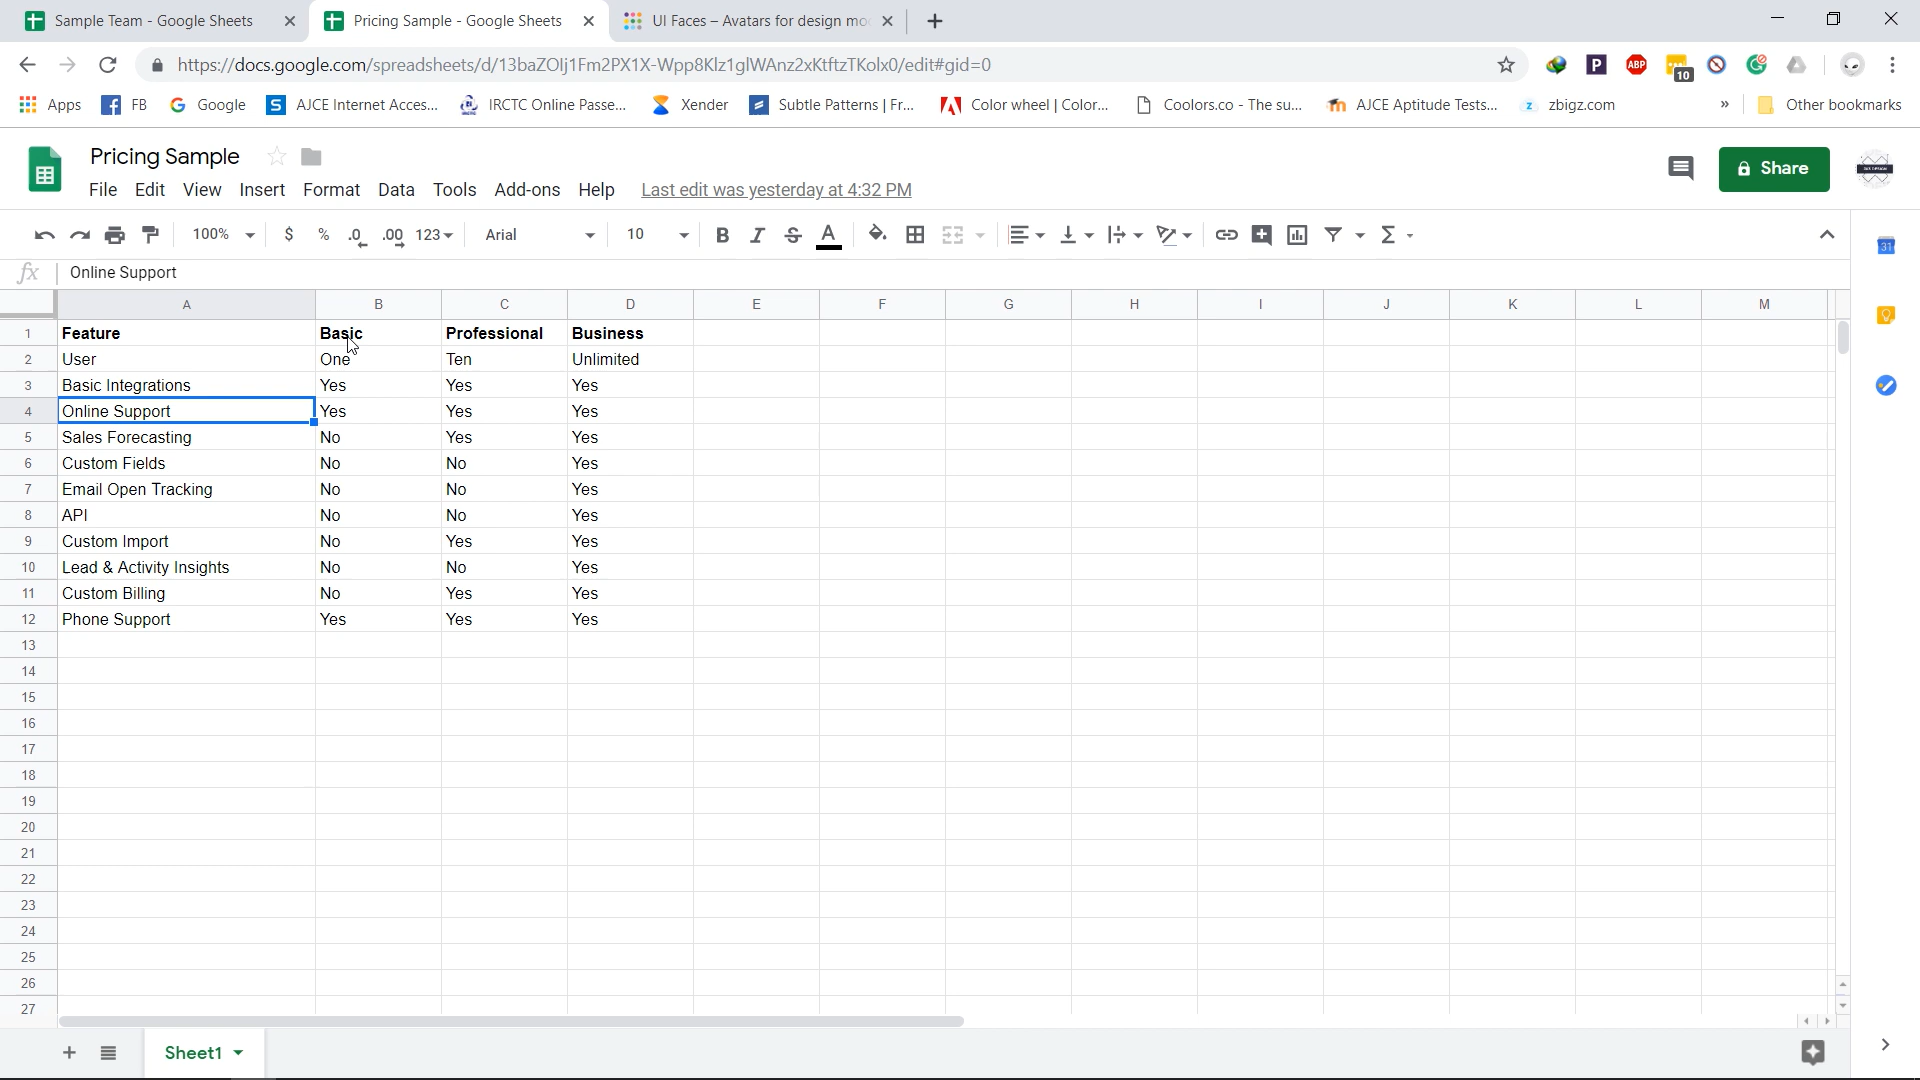 Sample Team - Google Sheets
Pricing Sample - Google Sheets
UI Faces – Avatars for design moc
https://docs.google.com/spreadsheets/d/13baZOlj1Fm2PX1X-Wpp8Klz1glWAnz2xKtftzTKolx0/edit#gid=0
P
ABP
10
Apps
FB
Google
S AJCE Internet Acces...
IRCTC Online Passe...
Xender
Subtle Patterns | Fr...
Color wheel | Color...
Coolors.co - The su...
AJCE Aptitude Tests...
z zbigz.com
»
Other bookmarks
Pricing Sample
Share
File Edit View Insert Format Data Tools Add-ons Help Last edit was yesterday at 4:32 PM
100% $ % .0 .00 123 Arial 10 B I S A Σ
31
fx Online Support
A B C D E F G H I J K L M
1 Feature Basic Professional Business
2 User One Ten Unlimited
3 Basic Integrations Yes Yes Yes
4 Online Support Yes Yes Yes
5 Sales Forecasting No Yes Yes
6 Custom Fields No No Yes
7 Email Open Tracking No No Yes
8 API No No Yes
9 Custom Import No Yes Yes
10 Lead & Activity Insights No No Yes
11 Custom Billing No Yes Yes
12 Phone Support Yes Yes Yes
13
14
15
16
17
18
19
20
21
22
23
24
25
26
27
Sheet1